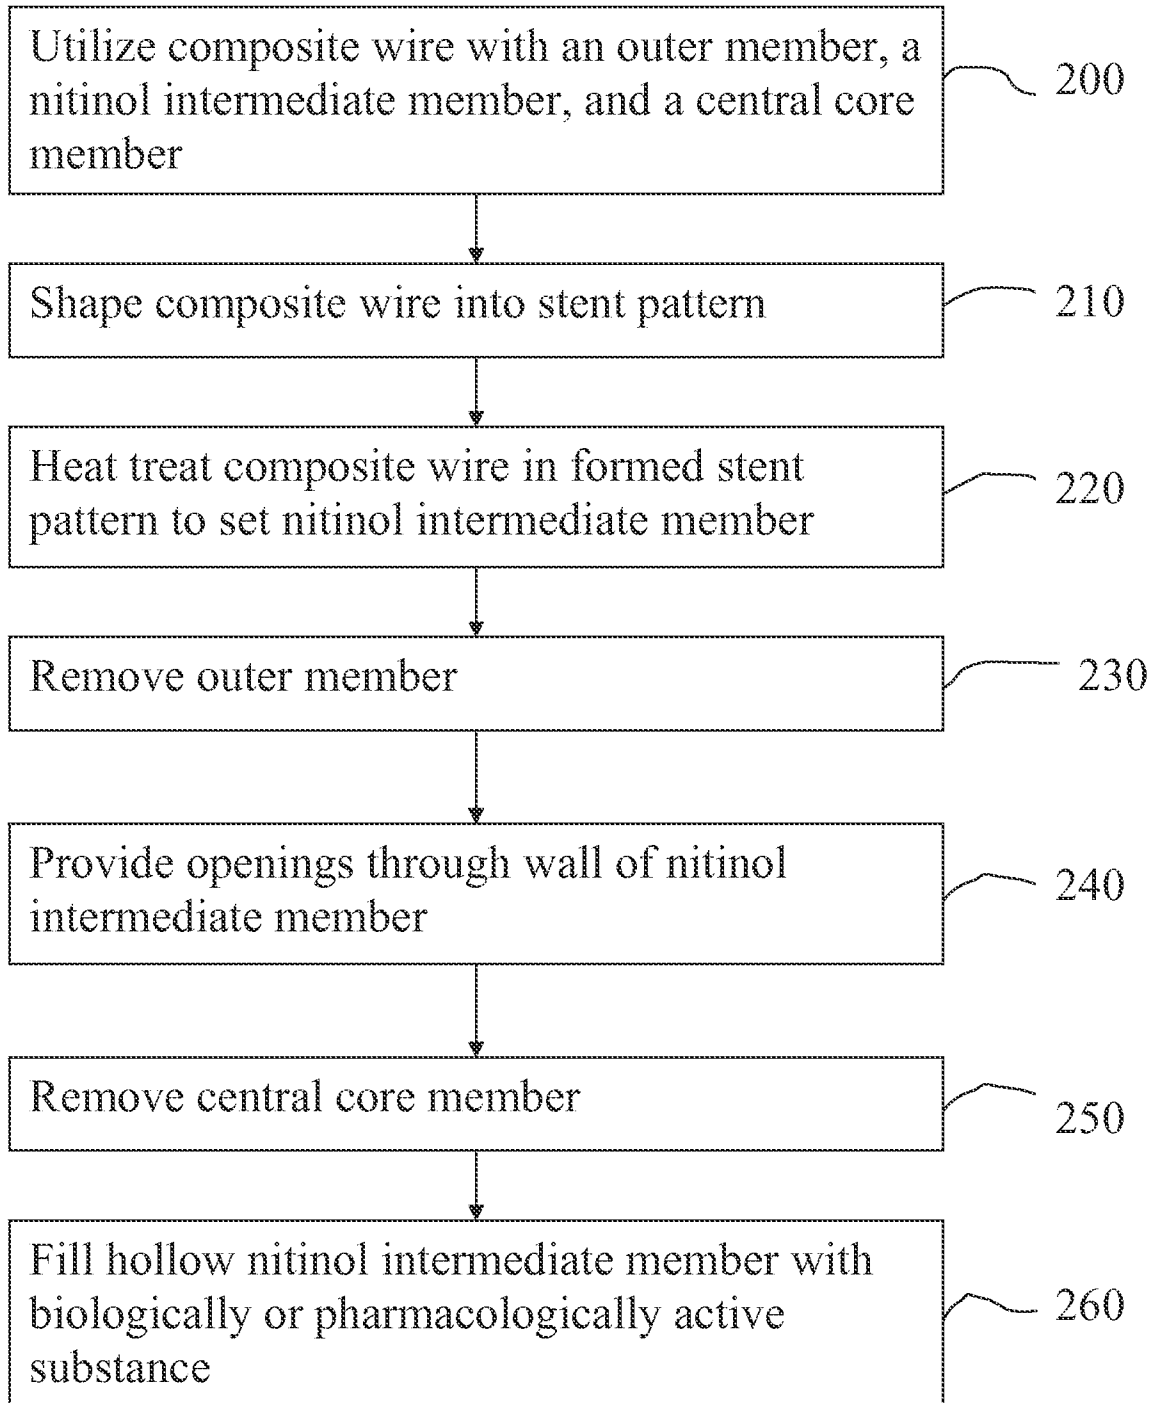 Utilize composite wire with an outer member, a
nitinol intermediate member, and a central core
member
200
Shape composite wire into stent pattern
210
Heat treat composite wire in formed stent
pattern to set nitinol intermediate member
220
Remove outer member
230
Provide openings through wall of nitinol
intermediate member
240
Remove central core member
250
Fill hollow nitinol intermediate member with
biologically or pharmacologically active
substance
260